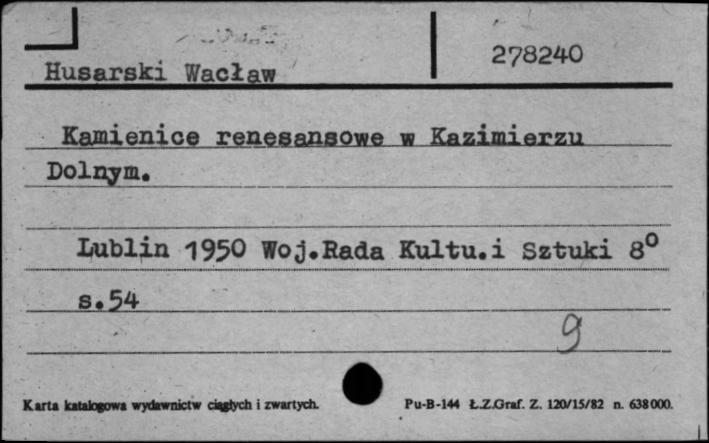 Husarski Wacław
278240
Kamienice renesansowe w Kazimierzu
Dolnym.
Lublin 1950 Woj.Rada Kultu.i Sztuki 8°
s.54
9
Karta katalogowa wydawnictw ciągłych i zwartych.
Pu-B-144 Ł.Z.Graf. Z. 120/15/82 n. 638000.